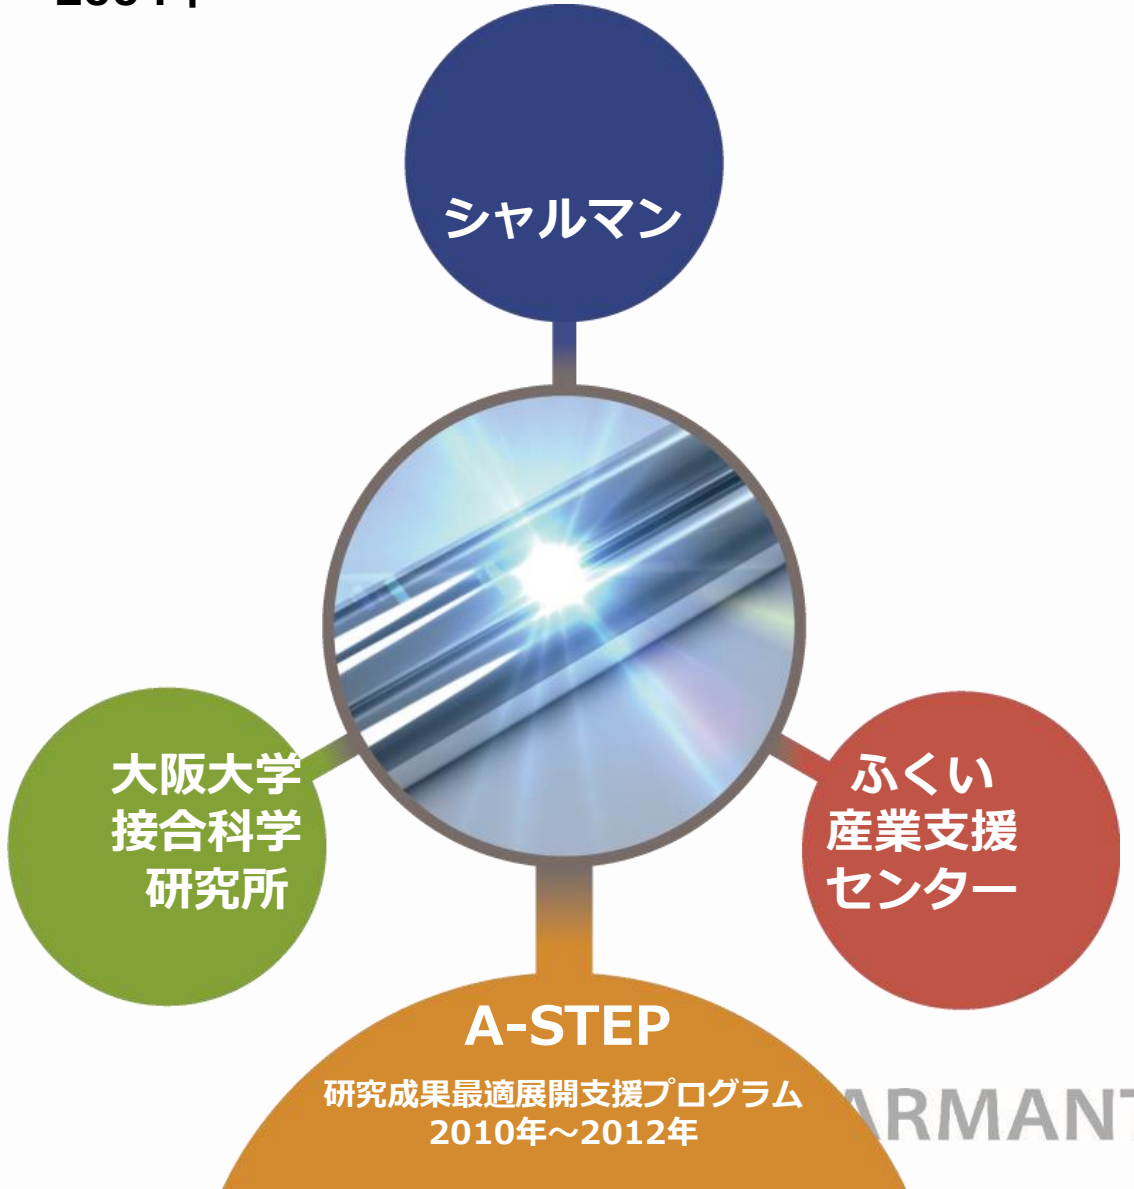 シャルマン
大阪大学
接合科学
研究所
ふくい
産業支援
センター
A-STEP
研究成果最適展開支援プログラム
2010年～2012年
ARMANT